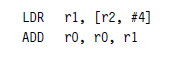 LDR r1, [r2, #4]
ADD r0, r0, r1